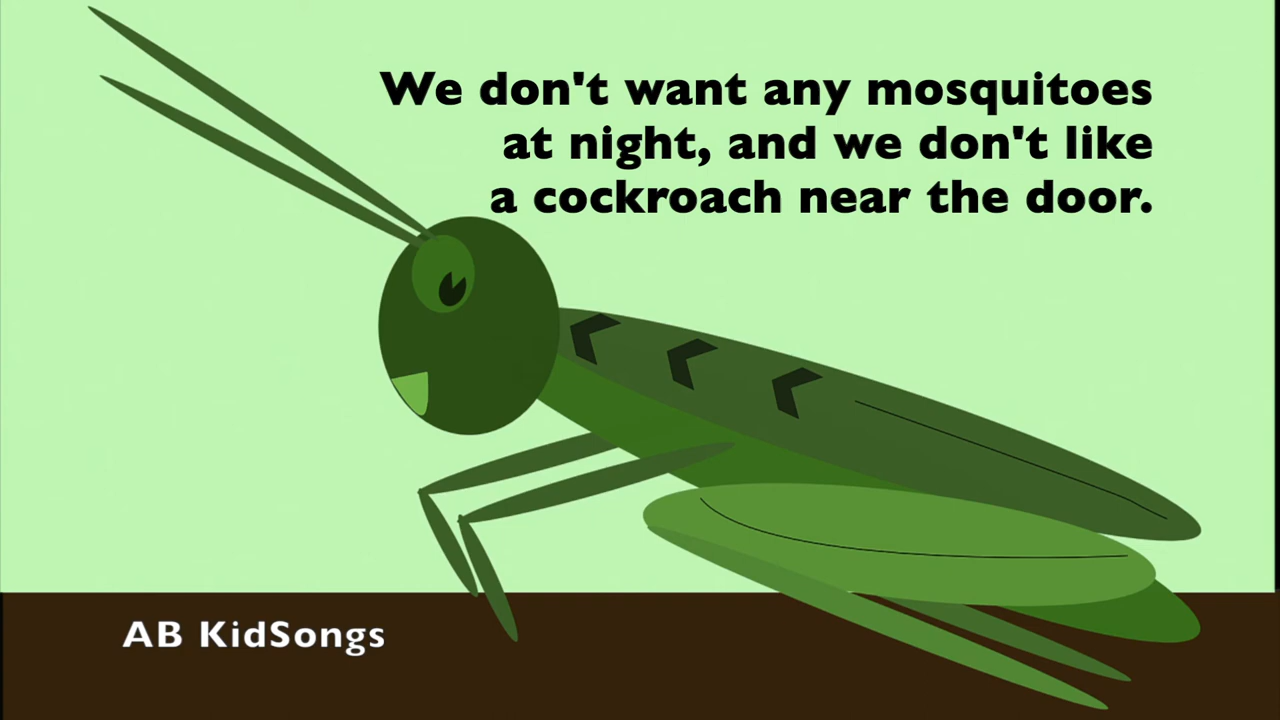 We don't want any mosquitoes
at night, and we don't like
a cockroach near the door.
AB KidSongs